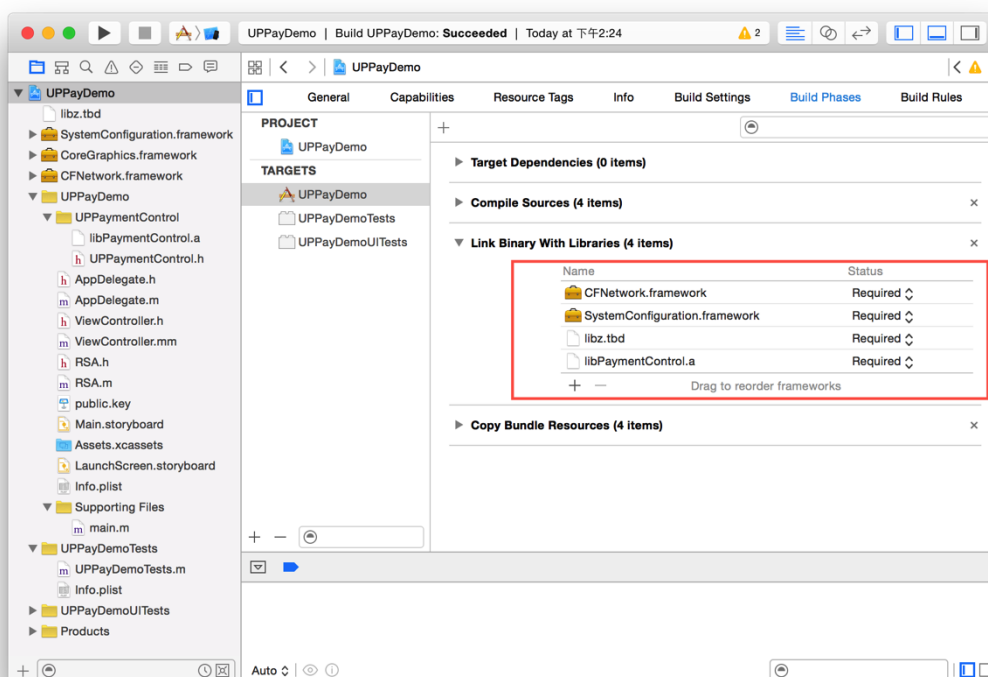 UPPayDemo | Build UPPayDemo: Succeeded | Today at 下午2:24
2
UPPayDemo
libz.tbd
SystemConfiguration.framework
CoreGraphics.framework
CFNetwork.framework
UPPayDemo
UPPaymentControl
libPaymentControl.a
h UPPaymentControl.h
h AppDelegate.h
m AppDelegate.m
h ViewController.h
m ViewController.mm
h RSA.h
m RSA.m
public.key
Main.storyboard
Assets.xcassets
LaunchScreen.storyboard
Info.plist
Supporting Files
m main.m
UPPayDemoTests
m UPPayDemoTests.m
Info.plist
UPPayDemoUITests
Products
UPPayDemo
General Capabilities Resource Tags Info Build Settings Build Phases Build Rules
PROJECT
UPPayDemo
TARGETS
UPPayDemo
UPPayDemoTests
UPPayDemoUITests
Target Dependencies (0 items)
Compile Sources (4 items)
Link Binary With Libraries (4 items)
Name Status
CFNetwork.framework Required
SystemConfiguration.framework Required
libz.tbd Required
libPaymentControl.a Required
Drag to reorder frameworks
Copy Bundle Resources (4 items)
Auto